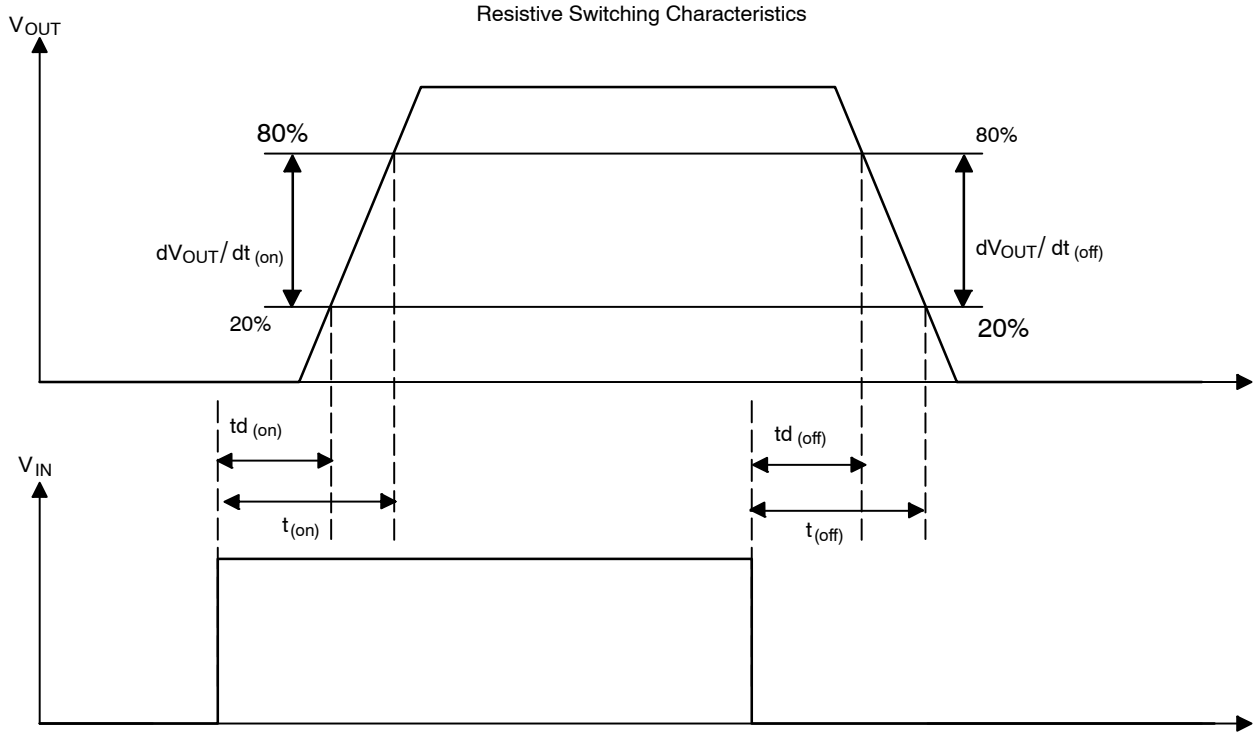 Resistive Switching Characteristics
VOUT
80%
80%
dVOUT/ dt (on)
dVOUT/ dt (off)
20%
20%
td (on)
td (off)
VIN
t (on)
t (off)